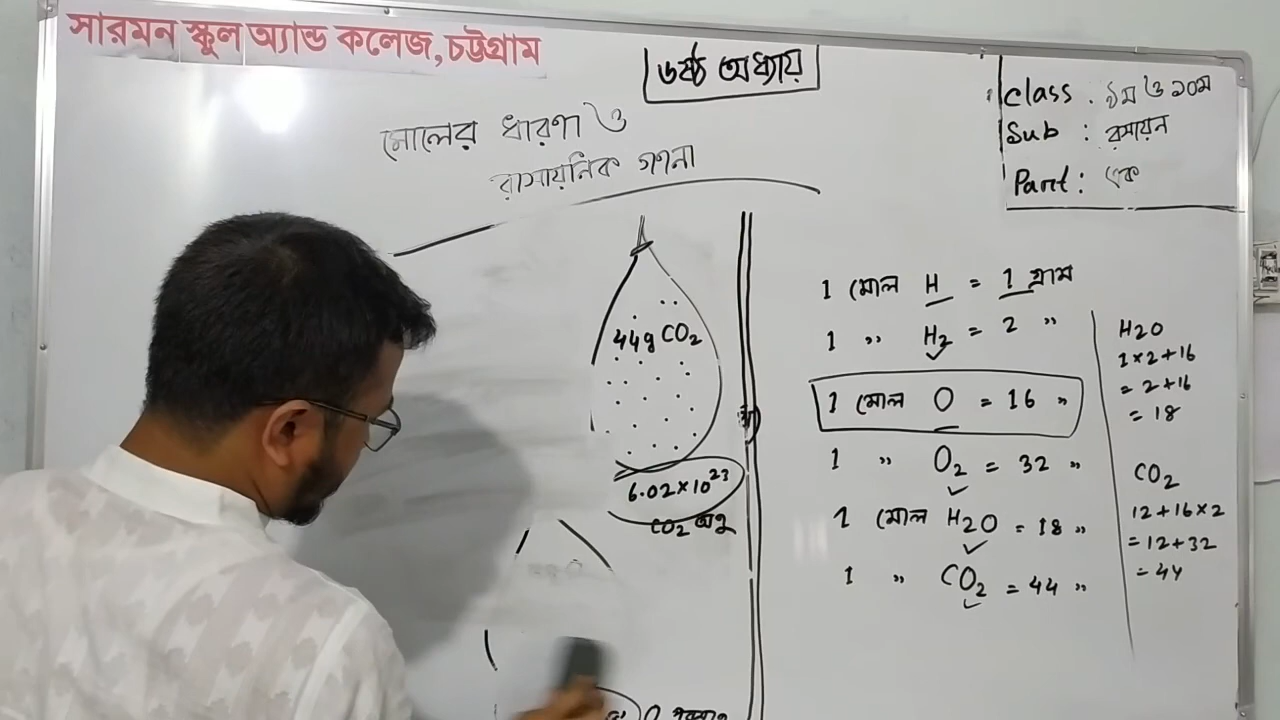 সারমন স্কুল অ্যান্ড কলেজ, চট্টগ্রাম
৬ষ্ঠ অধ্যায়
Class : ৯ম ও ১০ম
Sub : রসায়ন
Part : এক
মোলের ধারণা ও
রাসায়নিক গণনা
44g CO2
6.02×10²³
CO2 অণু
1 মোল H = 1 গ্রাম
1 " H2 = 2 "
1 মোল O = 16 "
1 " O2 = 32 "
1 মোল H2O = 18 "
1 " CO2 = 44 "
H2O
1×2+16
= 2+16
= 18
CO2
12+16×2
= 12+32
= 44
O